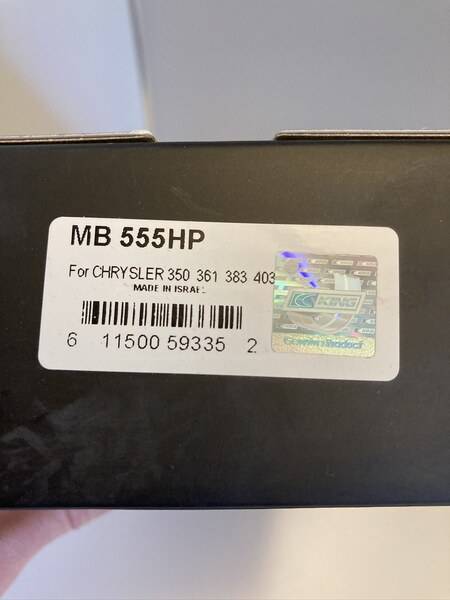 MB 555HP
For CHRYSLER 350 361 383 403
MADE IN ISRAEL
6 11500 59335 2
KING
Genuine Product